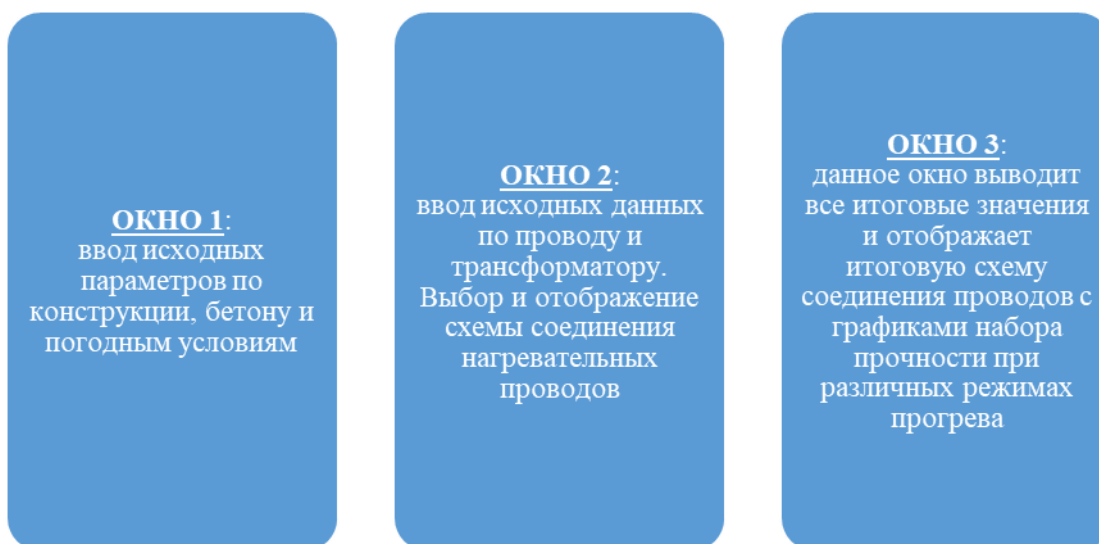 ОКНО 1:
ввод исходных
параметров по
конструкции, бетону и
погодным условиям
ОКНО 2:
ввод исходных данных
по проводу и
трансформатору.
Выбор и отображение
схемы соединения
нагревательных
проводов
ОКНО 3:
данное окно выводит
все итоговые значения
и отображает
итоговую схему
соединения проводов с
графиками набора
прочности при
различных режимах
прогрева